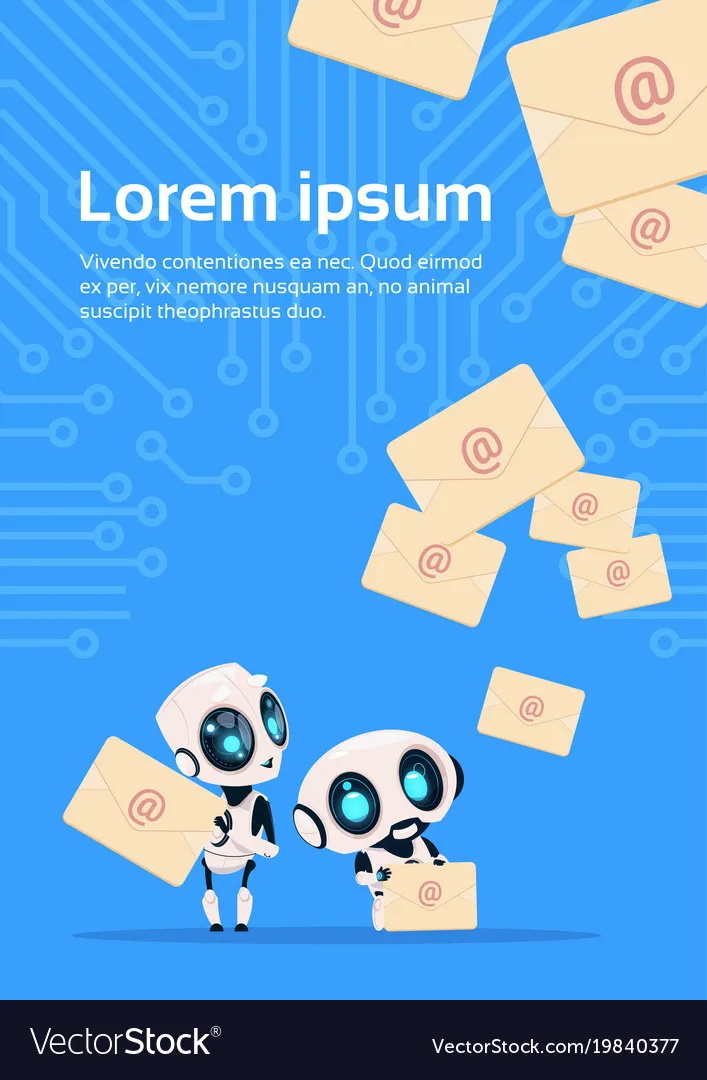 @
@
@
Lorem ipsum
Vivendo contentiones ea nec. Quod eirmod
ex per, vix nemore nusquam an, no animal
suscipit theophrastus duo.
@
@
@
@
@
@
@
VectorStock®
VectorStock.com/19840377